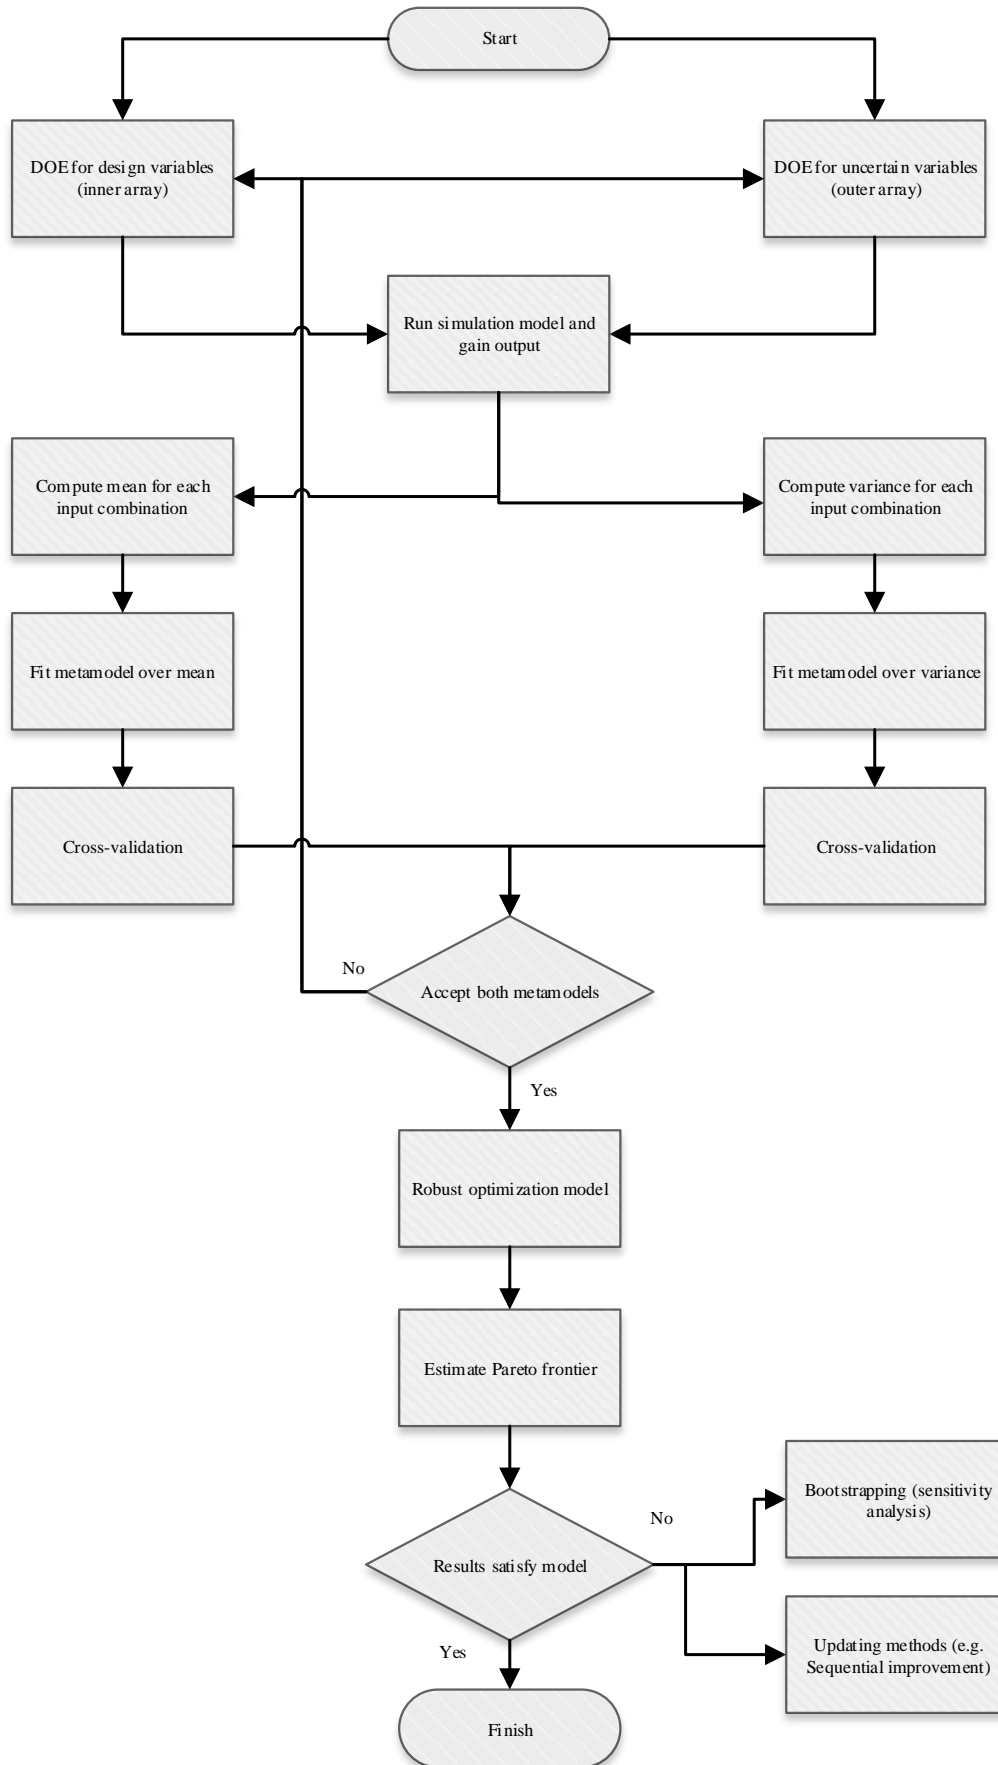 Start
DOE for design variables
(inner array)
DOE for uncertain variables
(outer array)
Run simulation model and
gain output
Compute mean for each
input combination
Compute variance for each
input combination
Fit metamodel over mean
Fit metamodel over variance
Cross-validation
Cross-validation
No
Accept both metamodels
Yes
Robust optimization model
Estimate Pareto frontier
Bootstrapping (sensitivity
analysis)
No
Results satisfy model
Updating methods (e.g.
Sequential improvement)
Yes
Finish